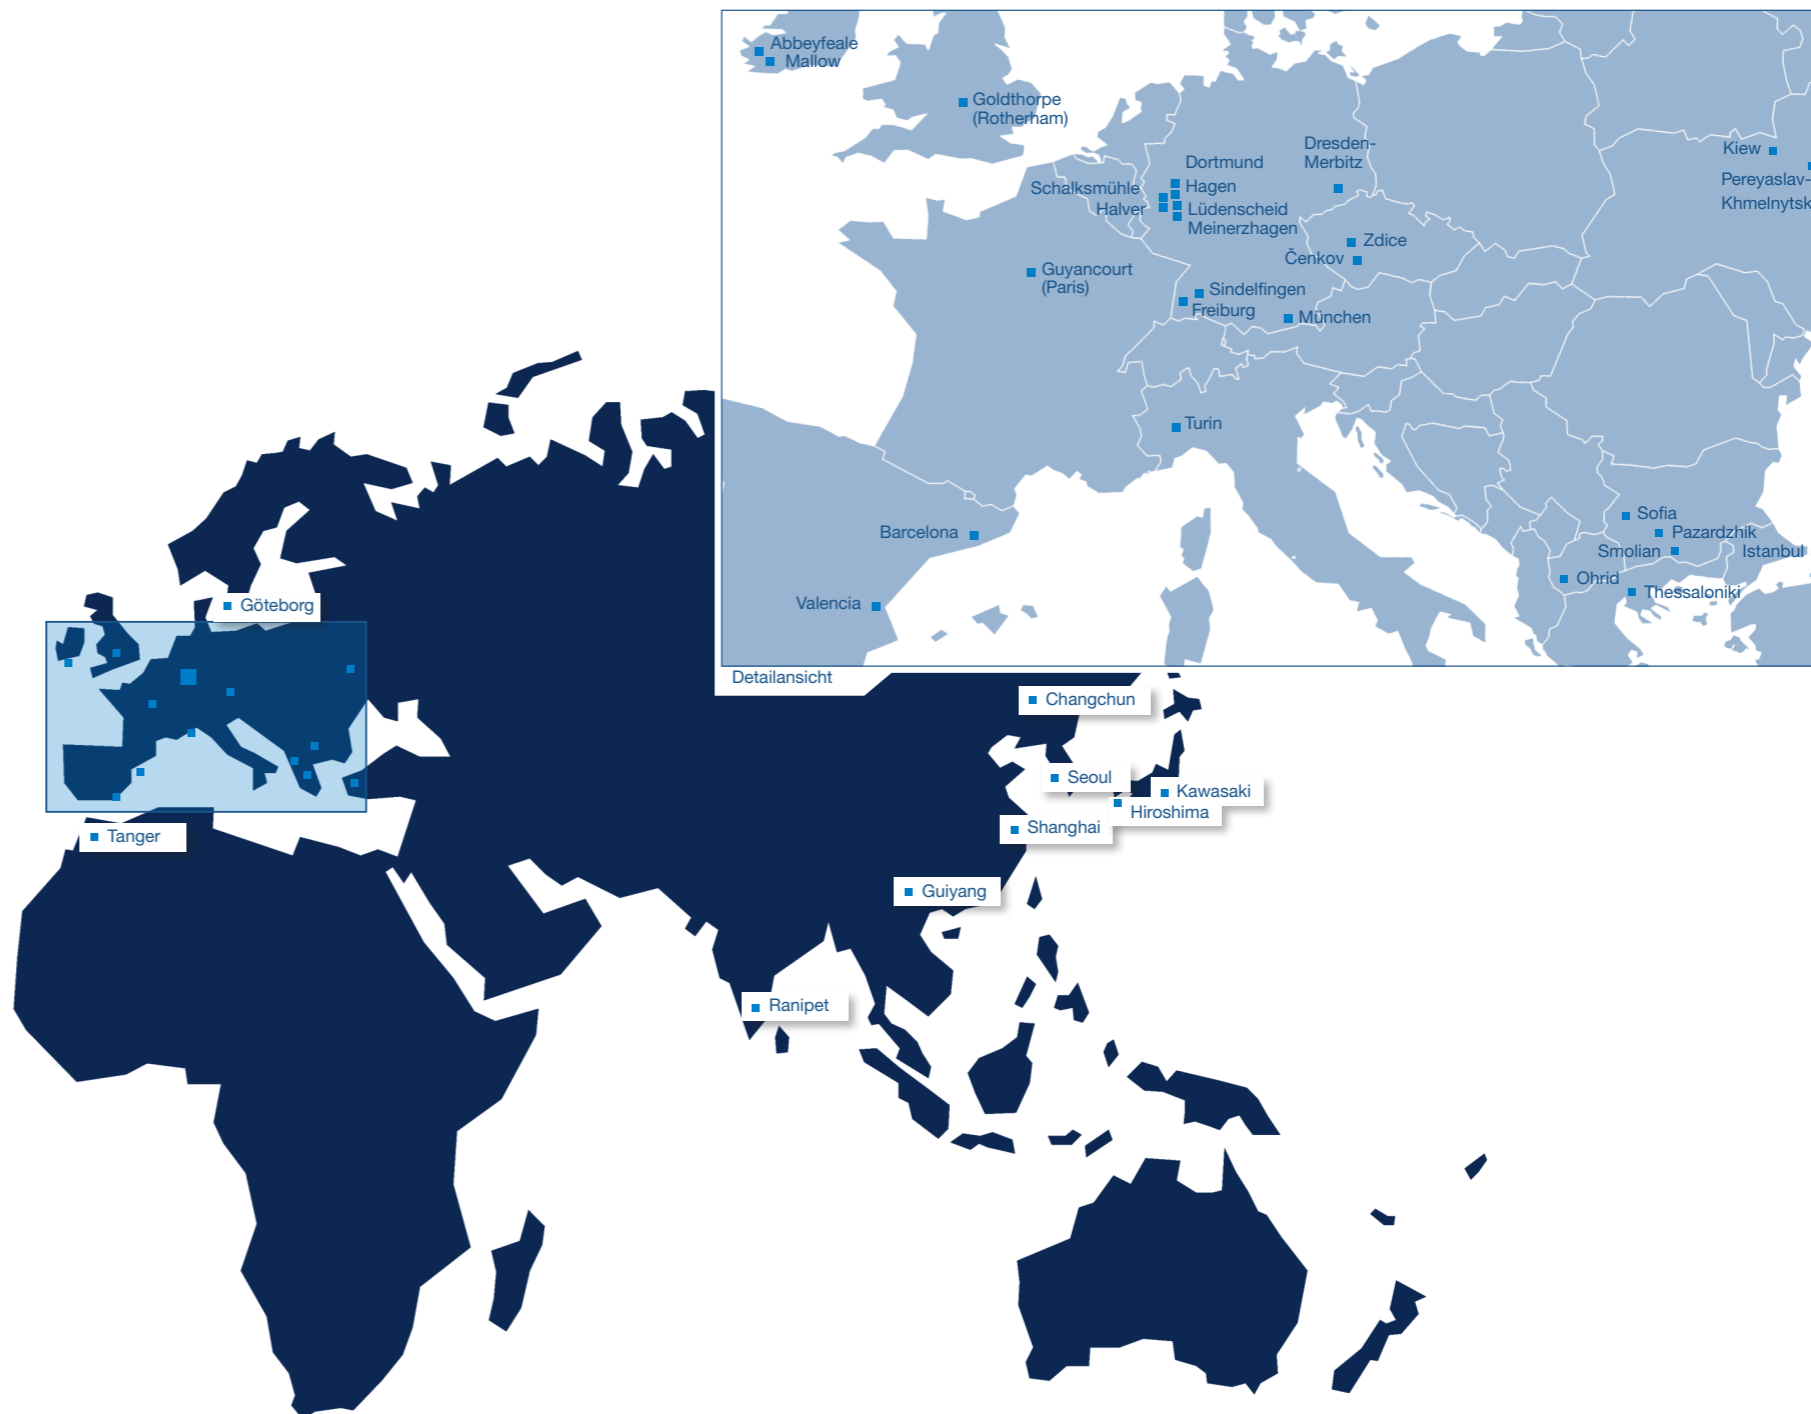 Abbeyfeale
Mallow
Goldthorpe
(Rotherham)
Dortmund
Schalksmühle
Hagen
Halver
Lüdenscheid
Meinerzhagen
Dresden-
Merbitz
Kiew
Pereyaslav-
Khmelnytsk
Zdice
Čenkov
Guyancourt
(Paris)
Sindelfingen
Freiburg
München
Turin
Barcelona
Valencia
Sofia
Pazardzhik
Smolian
Istanbul
Ohrid
Thessaloniki
Detailansicht
Göteborg
Tanger
Changchun
Seoul
Kawasaki
Hiroshima
Shanghai
Guiyang
Ranipet